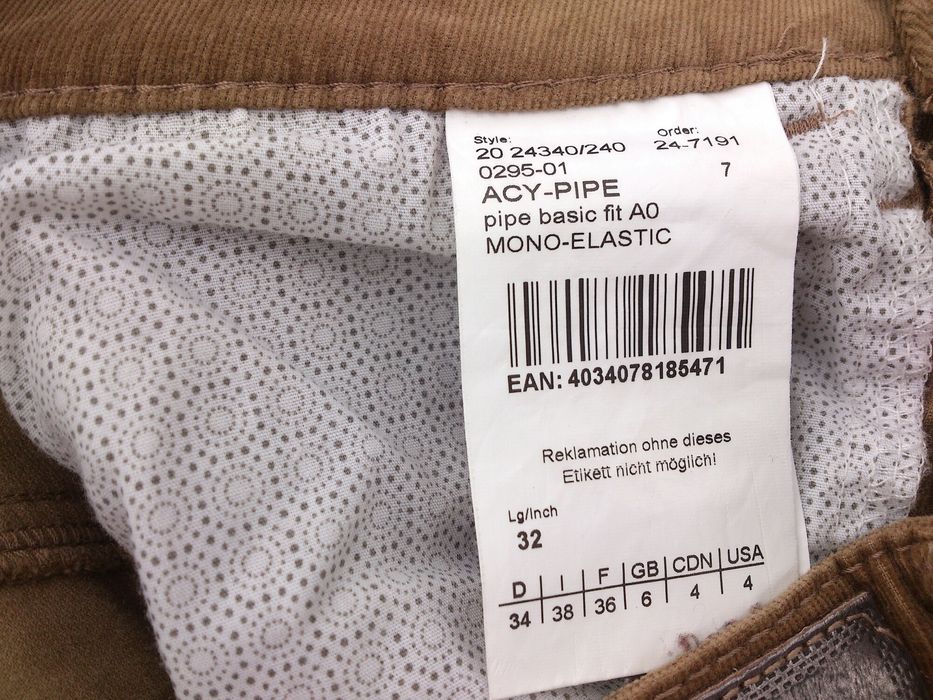 Style: Order:
20 24340/240 24-7191
0295-01 7
ACY-PIPE
pipe basic fit A0
MONO-ELASTIC
EAN: 4034078185471
Reklamation ohne dieses
Etikett nicht möglich!
Lg/Inch
32
D I F GB CDN USA
34 38 36 6 4 4